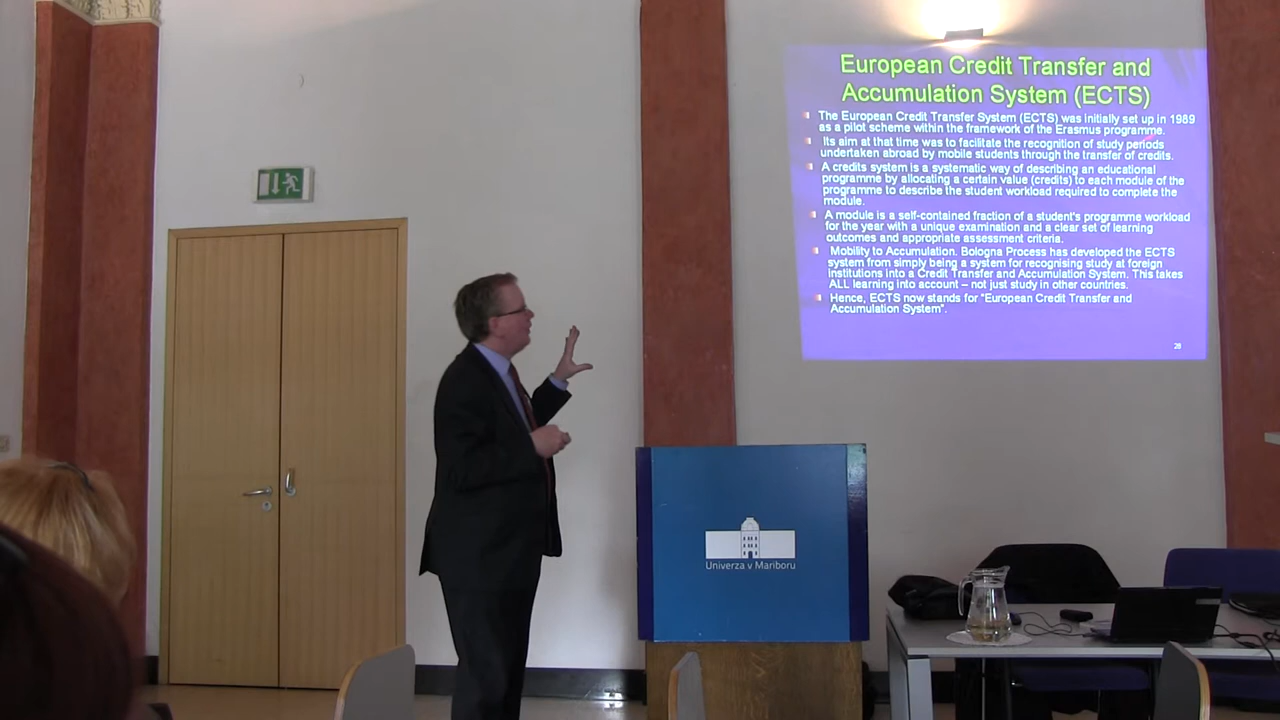 European Credit Transfer and
Accumulation System (ECTS)
The European Credit Transfer System (ECTS) was initially set up in 1989
as a pilot scheme within the framework of the Erasmus programme.
Its aim at that time was to facilitate the recognition of study periods
undertaken abroad by mobile students through the transfer of credits.
A credits system is a systematic way of describing an educational
programme by allocating a certain value (credits) to each module of the
programme to describe the student workload required to complete the
module.
A module is a self-contained fraction of a student's programme workload
for the year with a unique examination and a clear set of learning
outcomes and appropriate assessment criteria.
Mobility to Accumulation. Bologna Process has developed the ECTS
system from simply being a system for recognising study at foreign
institutions into a Credit Transfer and Accumulation System. This takes
ALL learning into account – not just study in other countries.
Hence, ECTS now stands for "European Credit Transfer and
Accumulation System".
28
Univerza v Mariboru